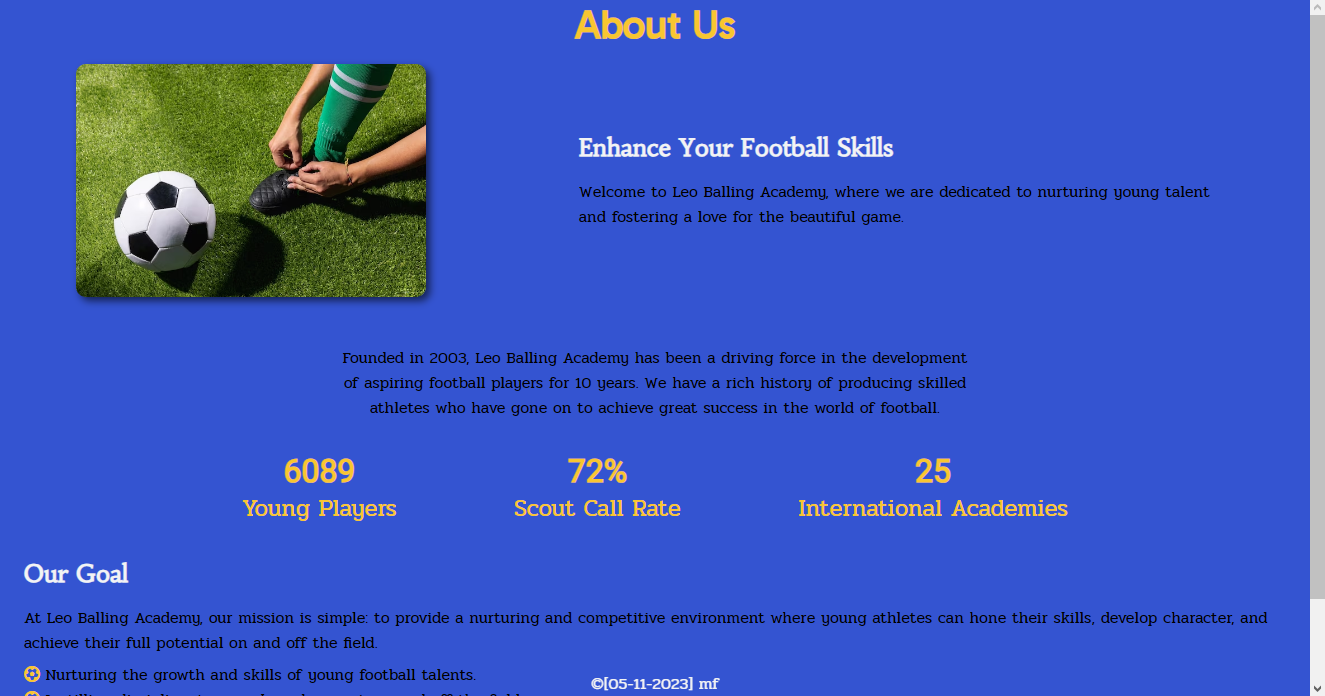 About Us
Enhance Your Football Skills
Welcome to Leo Balling Academy, where we are dedicated to nurturing young talent
and fostering a love for the beautiful game.
Founded in 2003, Leo Balling Academy has been a driving force in the development
of aspiring football players for 10 years. We have a rich history of producing skilled
athletes who have gone on to achieve great success in the world of football.
6089
Young Players
72%
Scout Call Rate
25
International Academies
Our Goal
At Leo Balling Academy, our mission is simple: to provide a nurturing and competitive environment where young athletes can hone their skills, develop character, and
achieve their full potential on and off the field.
Nurturing the growth and skills of young football talents.
©[05-11-2023] mf